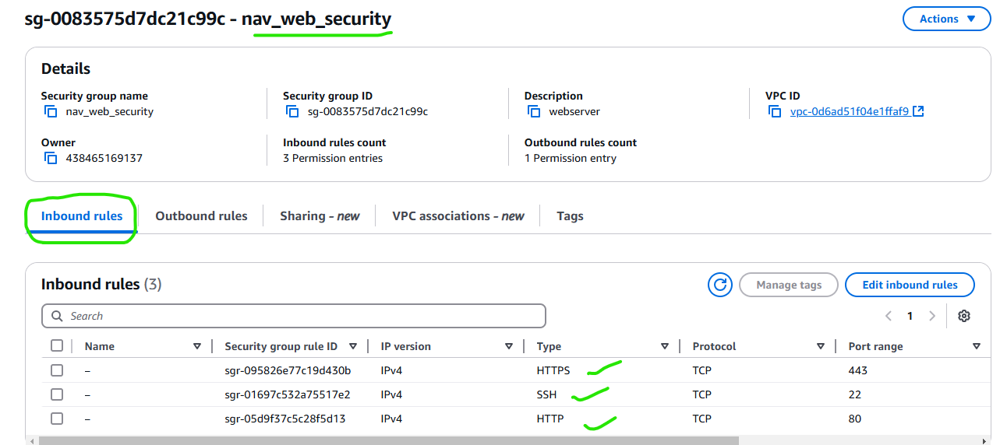 sg-0083575d7dc21c99c - nav_web_security
Actions
Details
Security group name
nav_web_security
Security group ID
sg-0083575d7dc21c99c
Description
webserver
VPC ID
vpc-0d6ad51f04e1ffaf9
Owner
438465169137
Inbound rules count
3 Permission entries
Outbound rules count
1 Permission entry
Inbound rules Outbound rules Sharing - new VPC associations - new Tags
Inbound rules (3)
Manage tags
Edit inbound rules
Search
1
Name Security group rule ID IP version Type Protocol Port range
– sgr-095826e77c19d430b IPv4 HTTPS TCP 443
– sgr-01697c532a75517e2 IPv4 SSH TCP 22
– sgr-05d9f37c5c28f5d13 IPv4 HTTP TCP 80